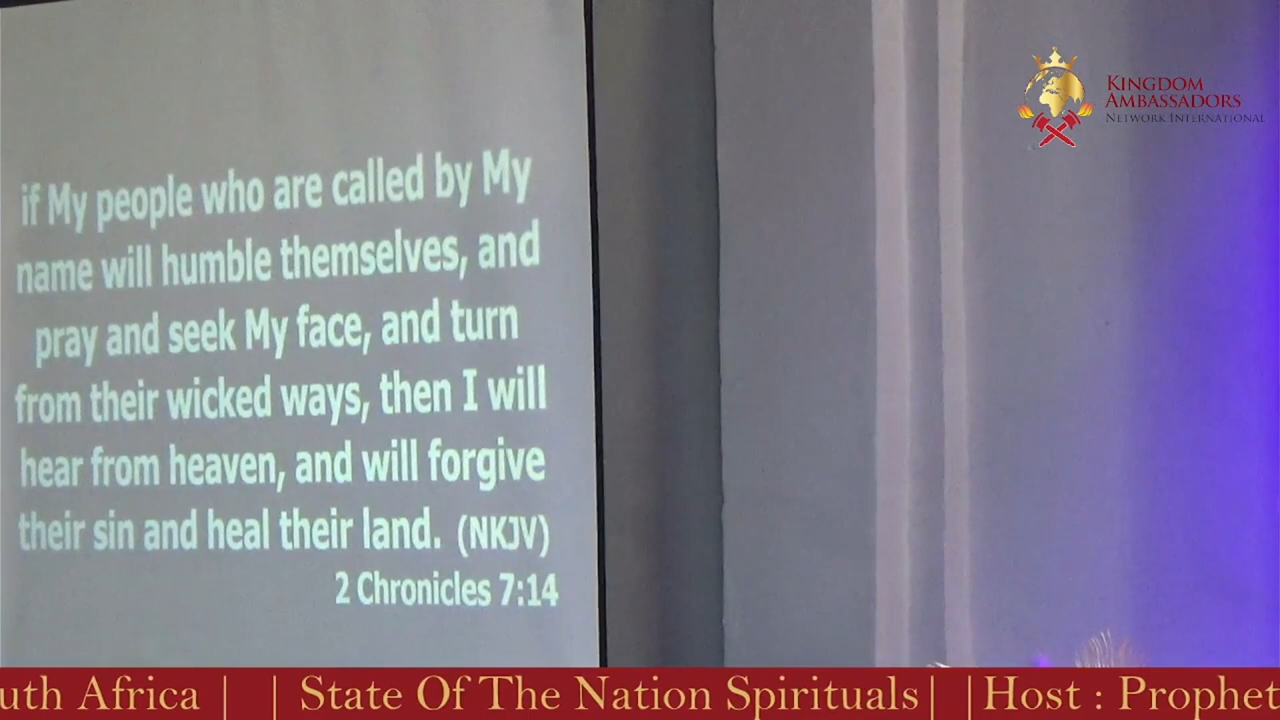 KINGDOM
AMBASSADORS
NETWORK INTERNATIONAL
if My people who are called by My
name will humble themselves, and
pray and seek My face, and turn
from their wicked ways, then I will
hear from heaven, and will forgive
their sin and heal their land. (NKJV)
2 Chronicles 7:14
uth Africa | | State Of The Nation Spirituals| |Host : Prophet